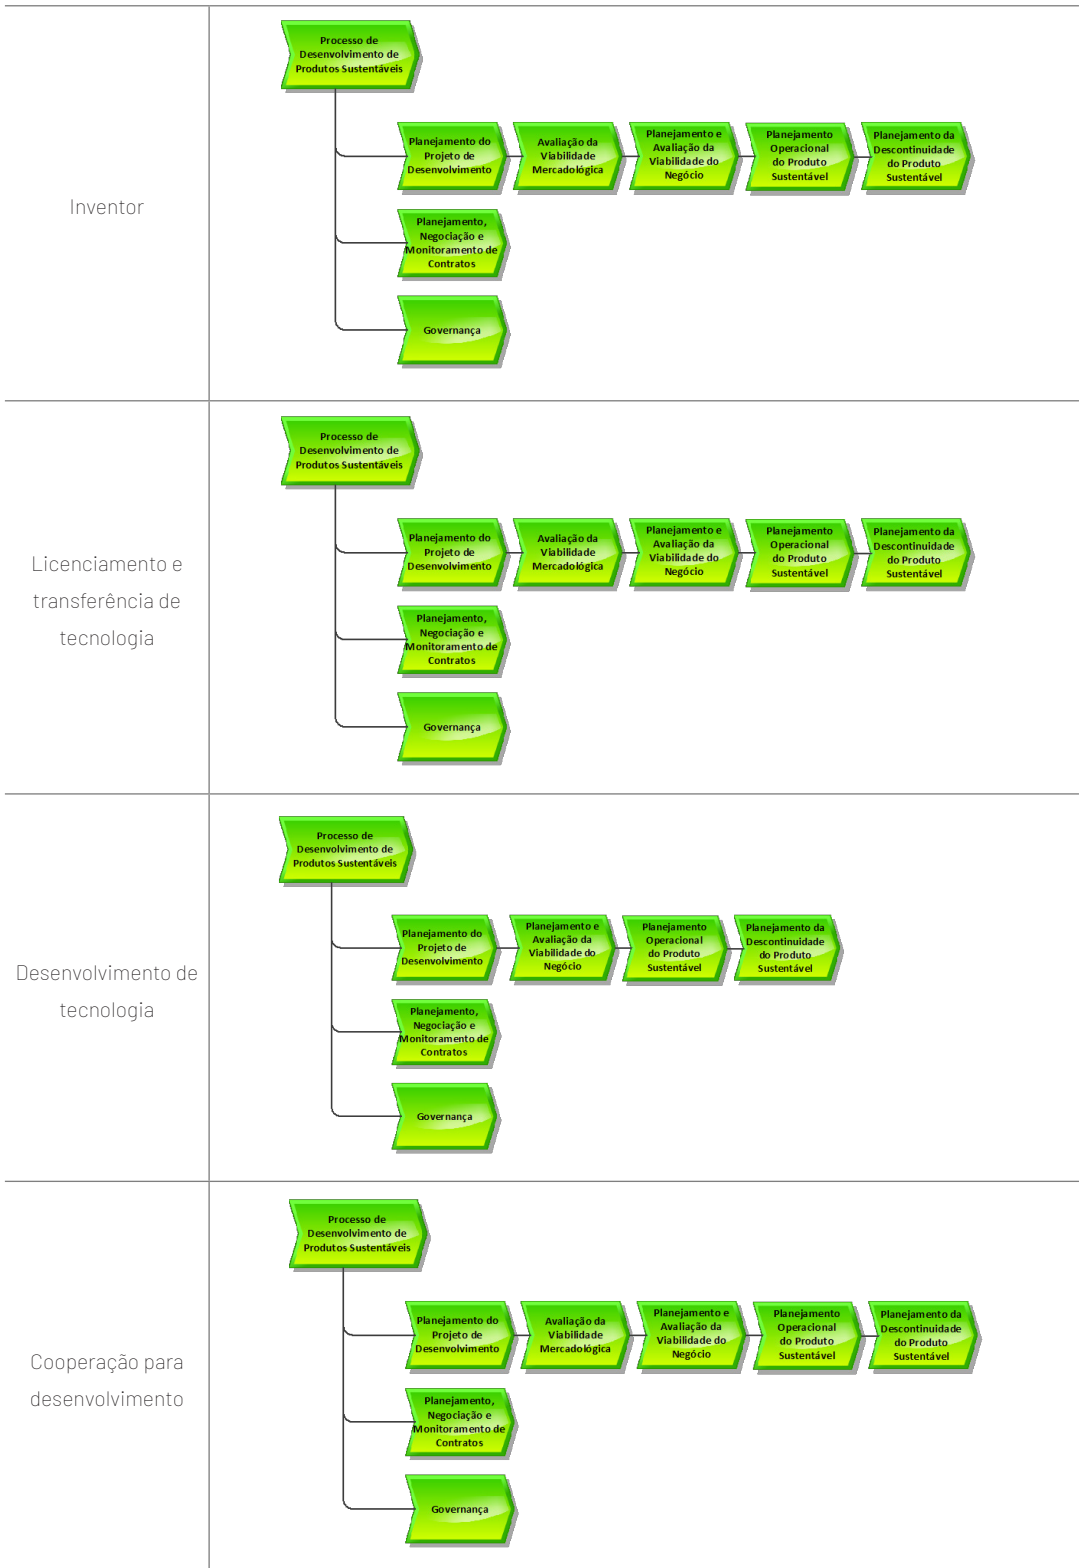 Inventor
Processo de
Desenvolvimento de
Produtos Sustentáveis
Planejamento do
Projeto de
Desenvolvimento
Avaliação da
Viabilidade
Mercadológica
Planejamento e
Avaliação da
Viabilidade do
Negócio
Planejamento
Operacional
do Produto
Sustentável
Planejamento da
Descontinuidade
do Produto
Sustentável
Planejamento,
Negociação e
Monitoramento de
Contratos
Governança
Licenciamento e
transferência de
tecnologia
Processo de
Desenvolvimento de
Produtos Sustentáveis
Planejamento do
Projeto de
Desenvolvimento
Avaliação da
Viabilidade
Mercadológica
Planejamento e
Avaliação da
Viabilidade do
Negócio
Planejamento
Operacional
do Produto
Sustentável
Planejamento da
Descontinuidade
do Produto
Sustentável
Planejamento,
Negociação e
Monitoramento de
Contratos
Governança
Desenvolvimento de
tecnologia
Processo de
Desenvolvimento de
Produtos Sustentáveis
Planejamento do
Projeto de
Desenvolvimento
Planejamento e
Avaliação da
Viabilidade do
Negócio
Planejamento
Operacional
do Produto
Sustentável
Planejamento da
Descontinuidade
do Produto
Sustentável
Planejamento,
Negociação e
Monitoramento de
Contratos
Governança
Cooperação para
desenvolvimento
Processo de
Desenvolvimento de
Produtos Sustentáveis
Planejamento do
Projeto de
Desenvolvimento
Avaliação da
Viabilidade
Mercadológica
Planejamento e
Avaliação da
Viabilidade do
Negócio
Planejamento
Operacional
do Produto
Sustentável
Planejamento da
Descontinuidade
do Produto
Sustentável
Planejamento,
Negociação e
Monitoramento de
Contratos
Governança